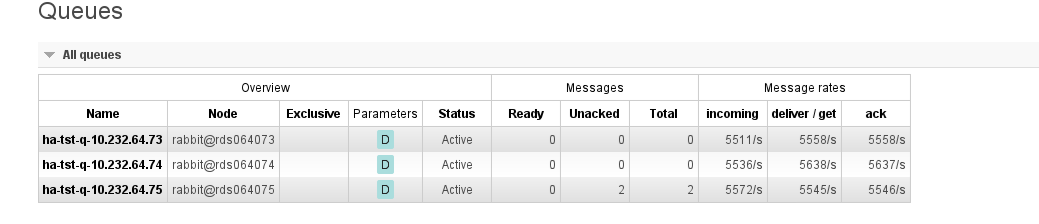 Queues
All queues
Overview Messages Message rates
Name Node Exclusive Parameters Status Ready Unacked Total incoming deliver / get ack
ha-tst-q-10.232.64.73 rabbit@rds064073 D Active 0 0 0 5511/s 5558/s 5558/s
ha-tst-q-10.232.64.74 rabbit@rds064074 D Active 0 0 0 5536/s 5638/s 5637/s
ha-tst-q-10.232.64.75 rabbit@rds064075 D Active 0 2 2 5572/s 5545/s 5546/s